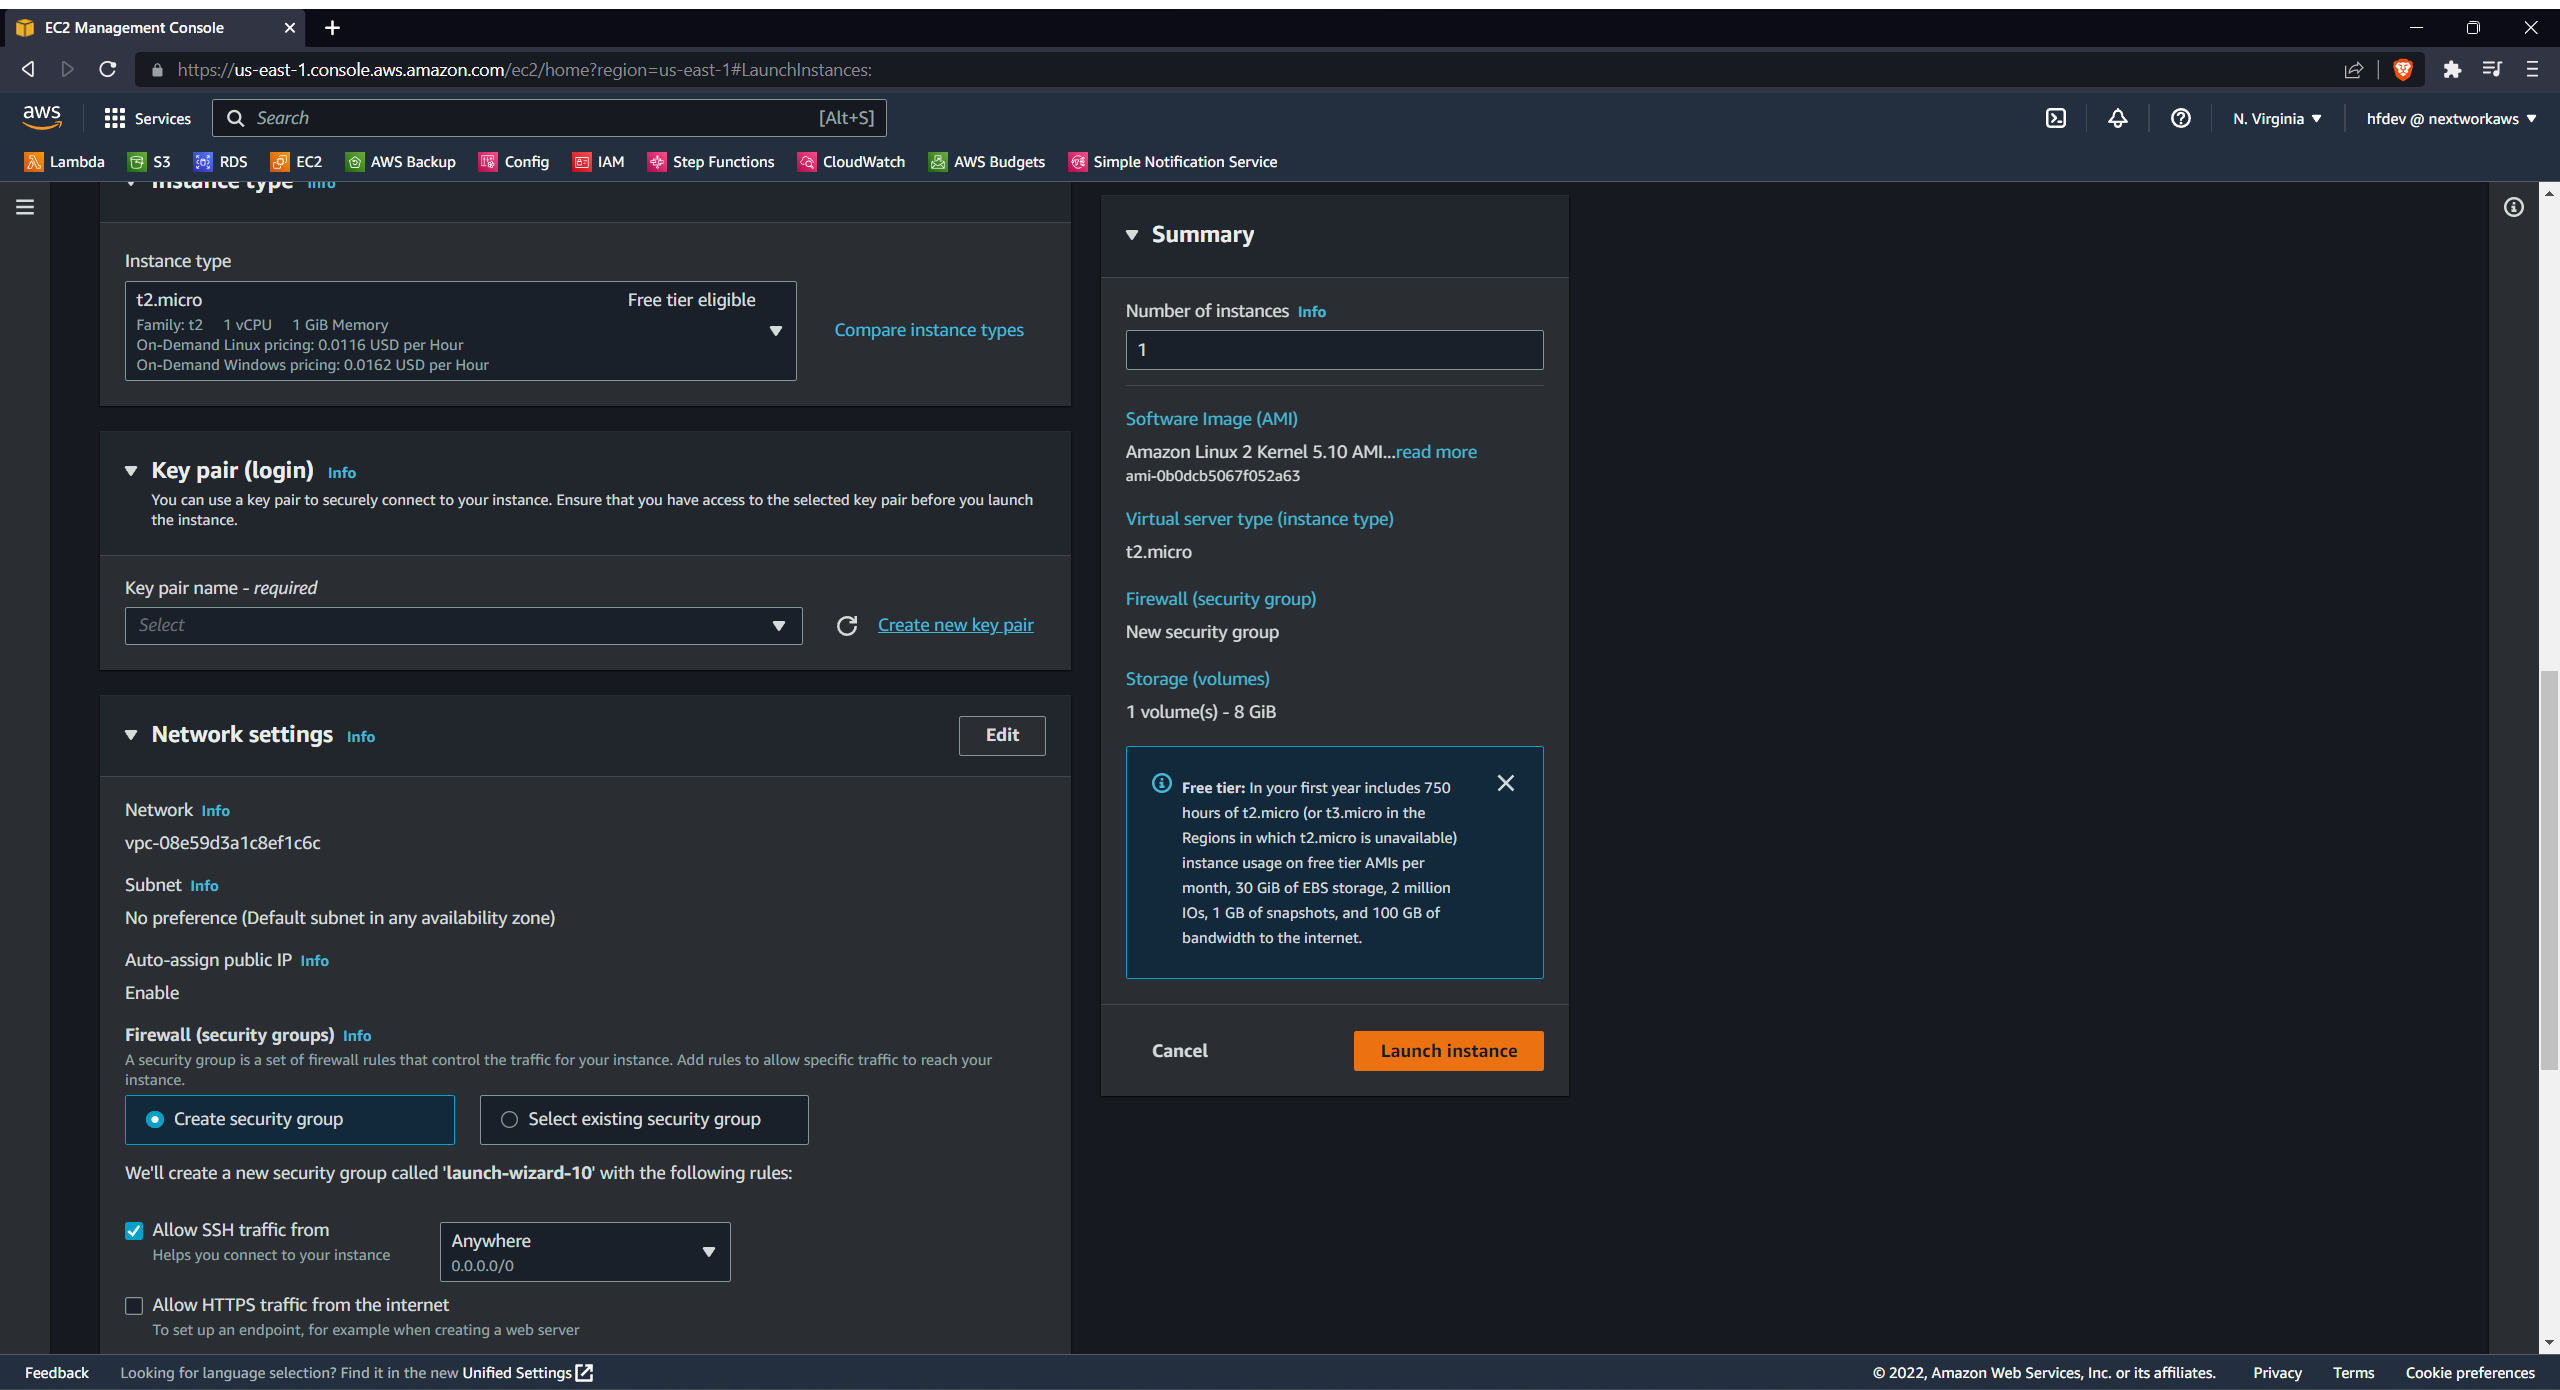 EC2 Management Console
https://us-east-1.console.aws.amazon.com/ec2/home?region=us-east-1#LaunchInstances:
aws
Services
Search
[Alt+S]
N. Virginia
hfdev @ nextworkaws
Lambda
S3
RDS
EC2
AWS Backup
Config
IAM
Step Functions
CloudWatch
AWS Budgets
Simple Notification Service
Instance type Info
Instance type
t2.micro
Free tier eligible
Family: t2 1 vCPU 1 GiB Memory
On-Demand Linux pricing: 0.0116 USD per Hour
On-Demand Windows pricing: 0.0162 USD per Hour
Compare instance types
Key pair (login) Info
You can use a key pair to securely connect to your instance. Ensure that you have access to the selected key pair before you launch
the instance.
Key pair name - required
Select
Create new key pair
Network settings Info
Edit
Network Info
vpc-08e59d3a1c8ef1c6c
Subnet Info
No preference (Default subnet in any availability zone)
Auto-assign public IP Info
Enable
Firewall (security groups) Info
A security group is a set of firewall rules that control the traffic for your instance. Add rules to allow specific traffic to reach your
instance.
Create security group
Select existing security group
We'll create a new security group called 'launch-wizard-10' with the following rules:
Allow SSH traffic from
Helps you connect to your instance
Anywhere
0.0.0.0/0
Allow HTTPS traffic from the internet
To set up an endpoint, for example when creating a web server
Summary
Number of instances Info
1
Software Image (AMI)
Amazon Linux 2 Kernel 5.10 AMI...read more
ami-0b0dcb5067f052a63
Virtual server type (instance type)
t2.micro
Firewall (security group)
New security group
Storage (volumes)
1 volume(s) - 8 GiB
Free tier: In your first year includes 750
hours of t2.micro (or t3.micro in the
Regions in which t2.micro is unavailable)
instance usage on free tier AMIs per
month, 30 GiB of EBS storage, 2 million
IOs, 1 GB of snapshots, and 100 GB of
bandwidth to the internet.
Cancel
Launch instance
Feedback
Looking for language selection? Find it in the new Unified Settings
© 2022, Amazon Web Services, Inc. or its affiliates.
Privacy
Terms
Cookie preferences